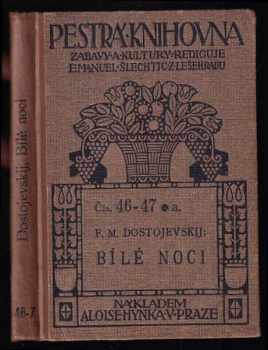 Dostojevskij, Bílé noci
46-7
PESTRÁ·KNIHOVNA
ZÁBAVY·A·KULTURY·REDIGUJE
EMANUEL·ŠLECHTIC·Z·LEŠEHRADU
Čís. 46-47 a.
F. M. DOSTOJEVSKIJ:
BÍLÉ NOCI
NÁKLADEM
ALOISE·HYNKA·V·PRAZE